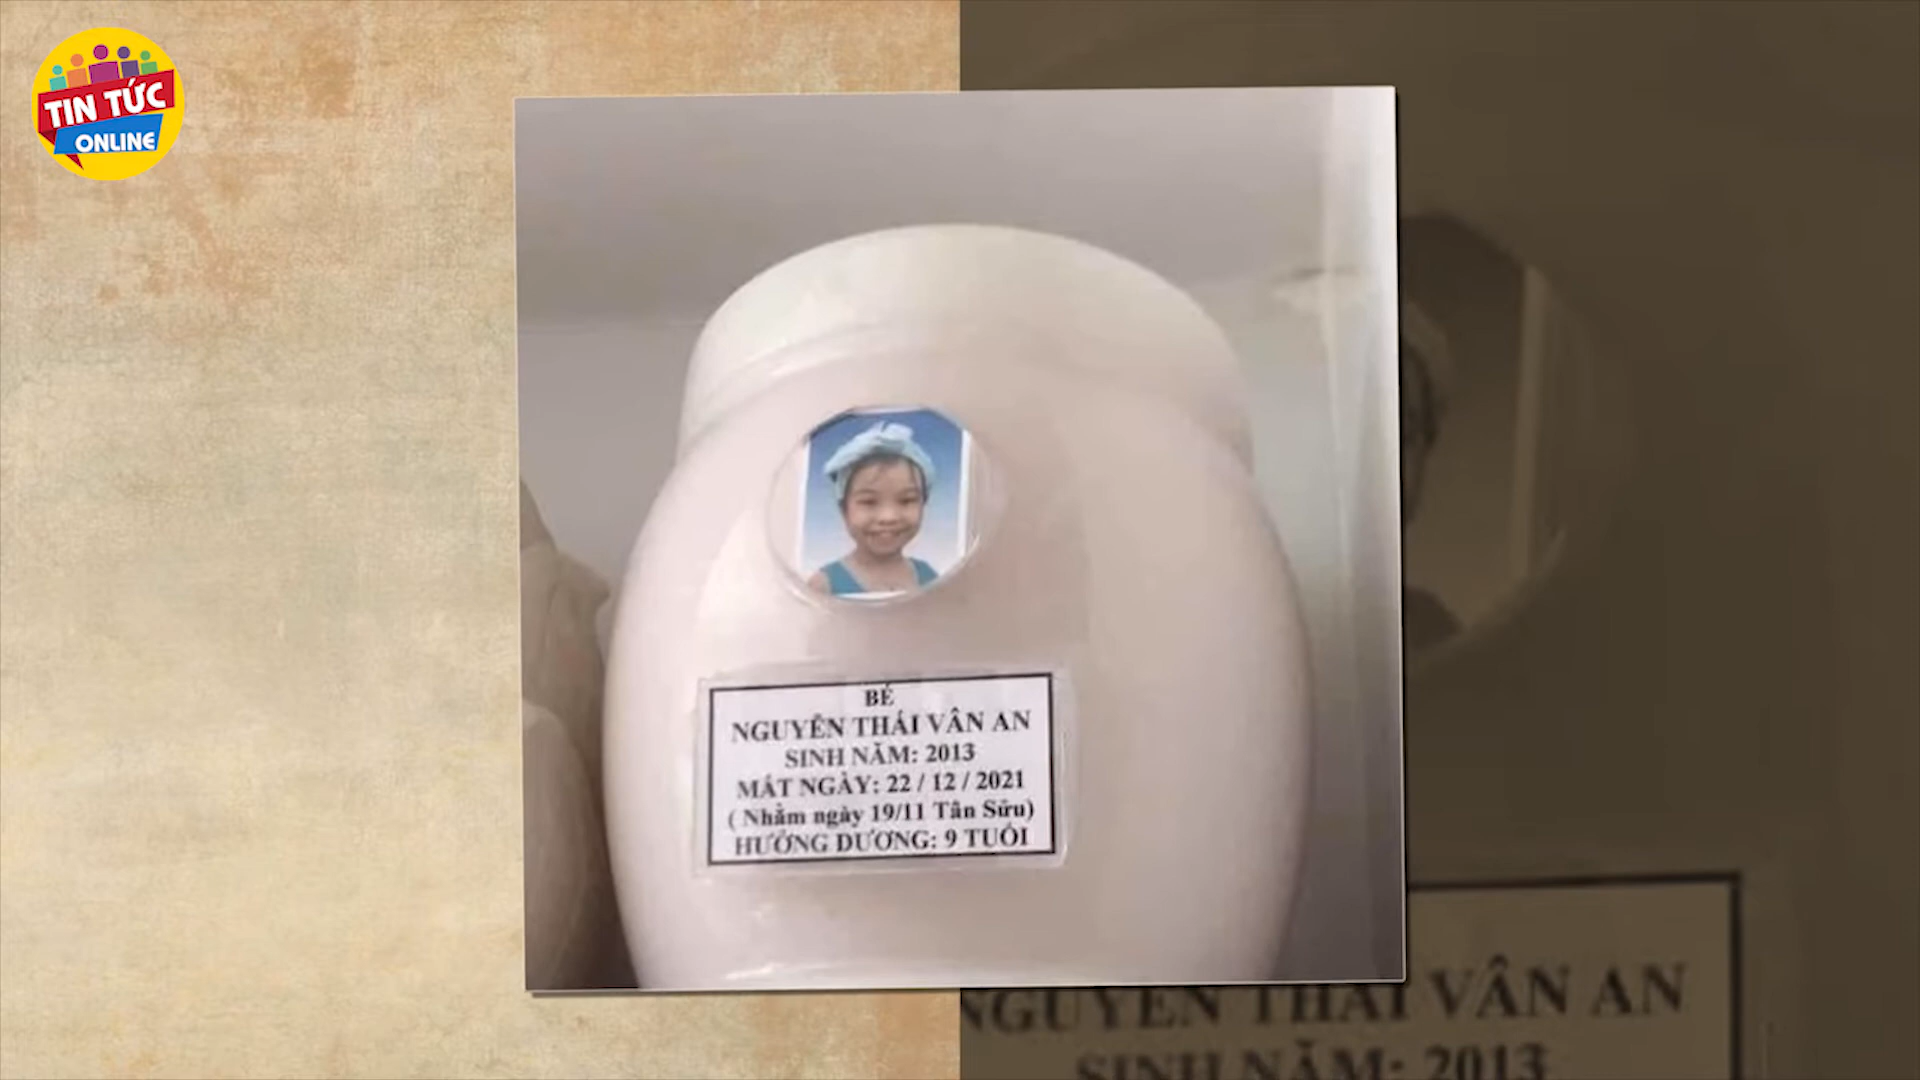 TIN TỨC
ONLINE
BÉ
NGUYỄN THÁI VÂN AN
SINH NĂM: 2013
MẤT NGÀY: 22 / 12 / 2021
( Nhằm ngày 19/11 Tân Sửu)
HƯỞNG DƯƠNG: 9 TUỔI
NGUYỄN THÁI VÂN AN
SINH NĂM: 2013